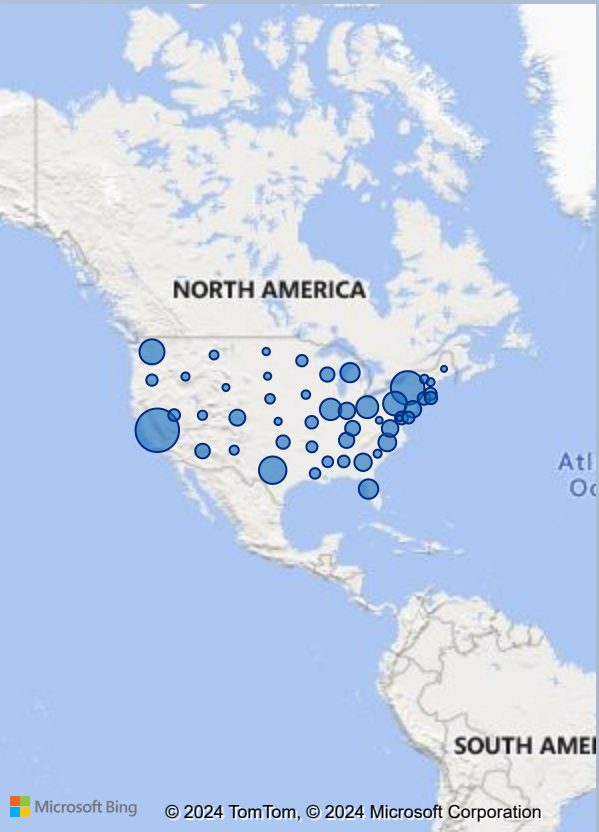 NORTH AMERICA
Atl
Oc
SOUTH AME
Microsoft Bing
© 2024 TomTom, © 2024 Microsoft Corporation